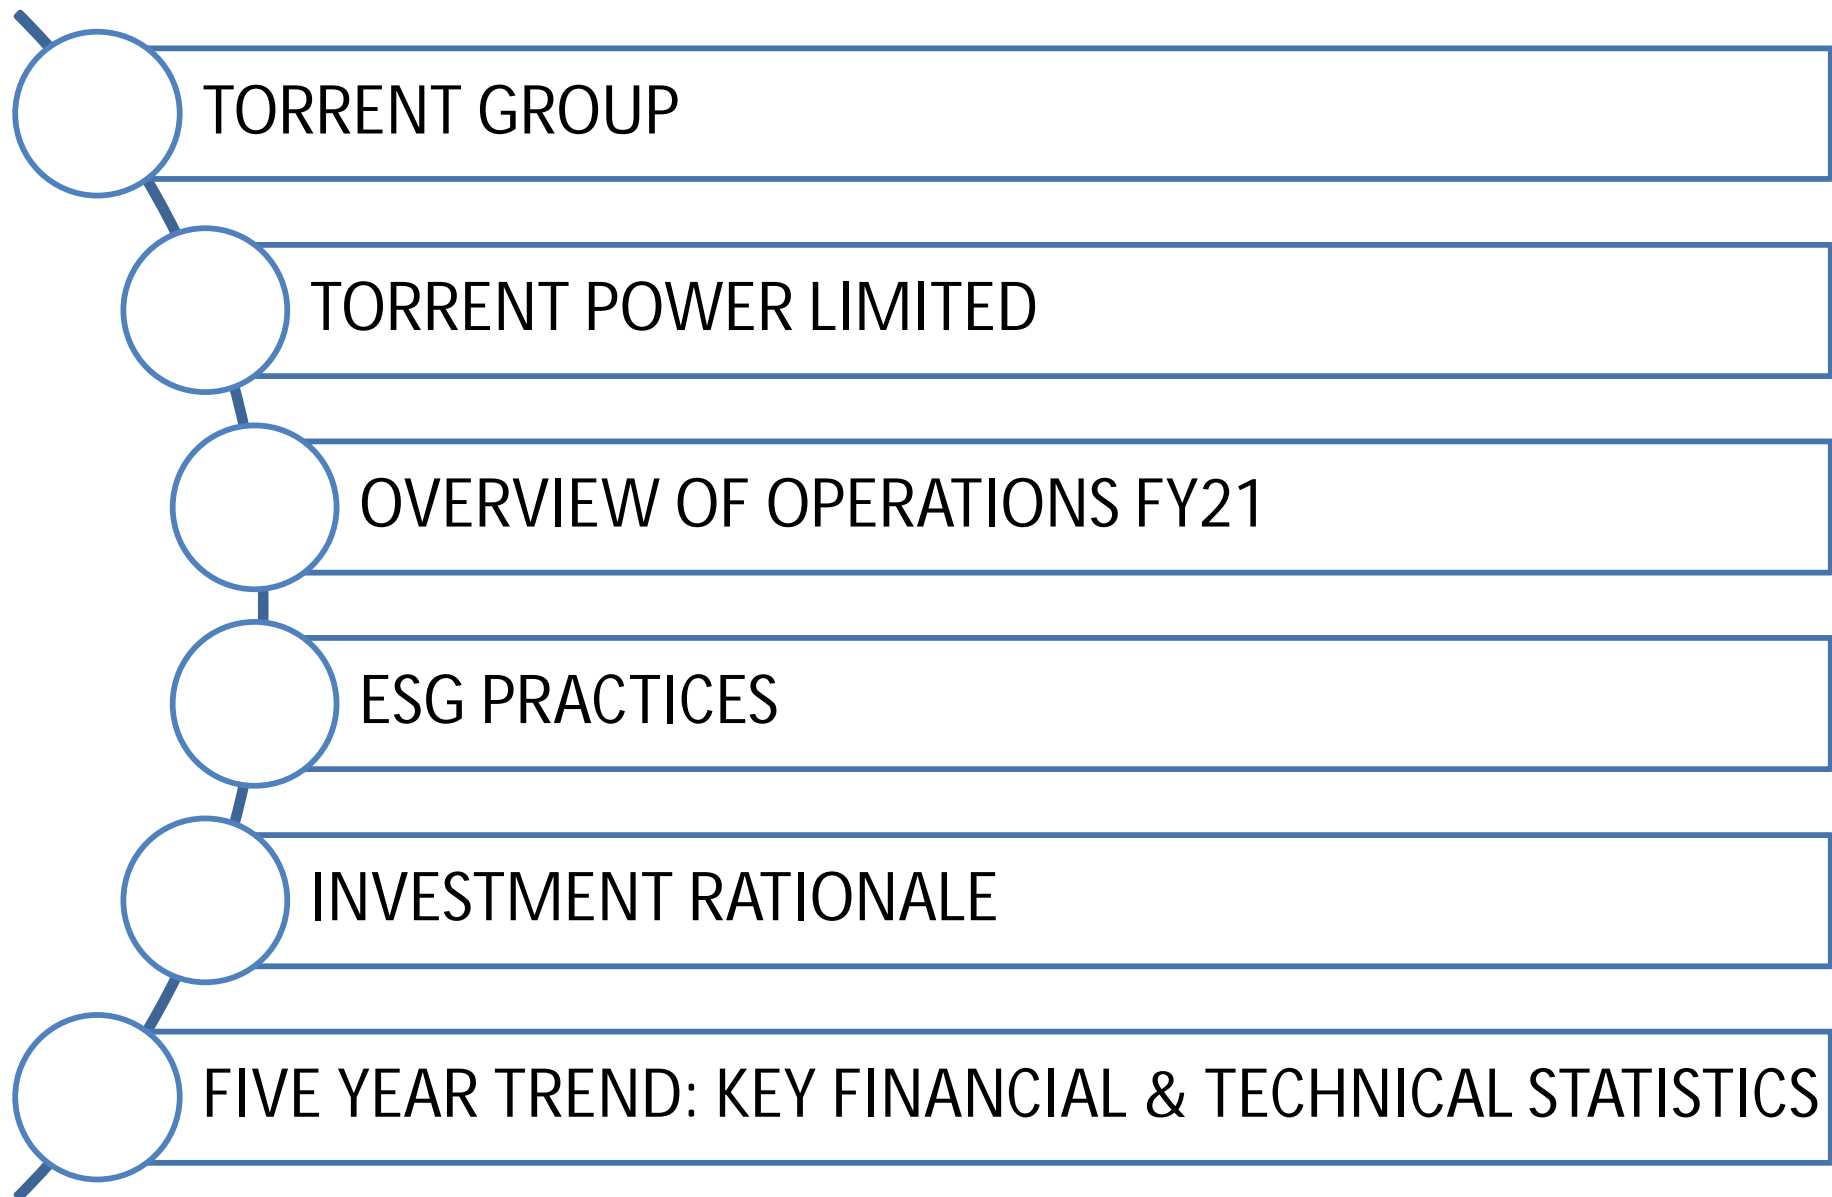 TORRENT GROUP
TORRENT POWER LIMITED
OVERVIEW OF OPERATIONS FY21
ESG PRACTICES
INVESTMENT RATIONALE
FIVE YEAR TREND: KEY FINANCIAL & TECHNICAL STATISTICS